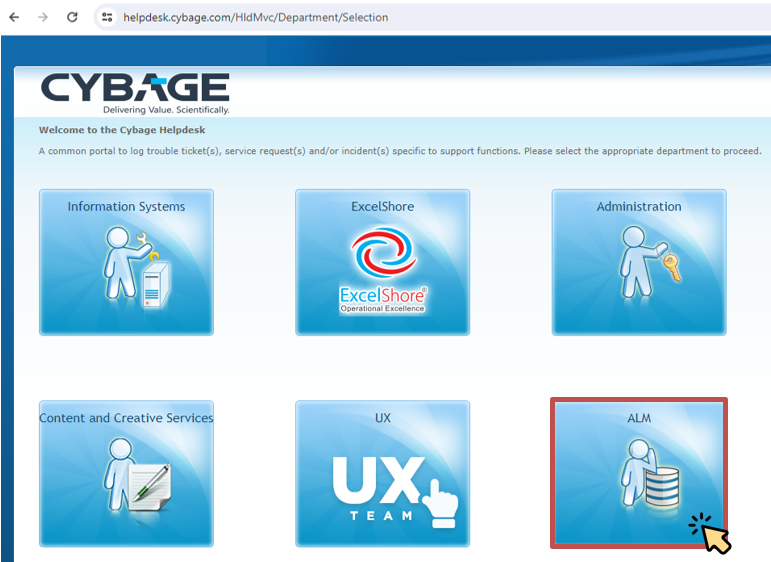 helpdesk.cybage.com/HldMvc/Department/Selection
CYBAGE
Delivering Value. Scientifically.
Welcome to the Cybage Helpdesk
A common portal to log trouble ticket(s), service request(s) and/or incident(s) specific to support functions. Please select the appropriate department to proceed.
Information Systems
ExcelShore
Administration
ExcelShore®
Operational Excellence
Content and Creative Services
UX
ALM
UX
TEAM